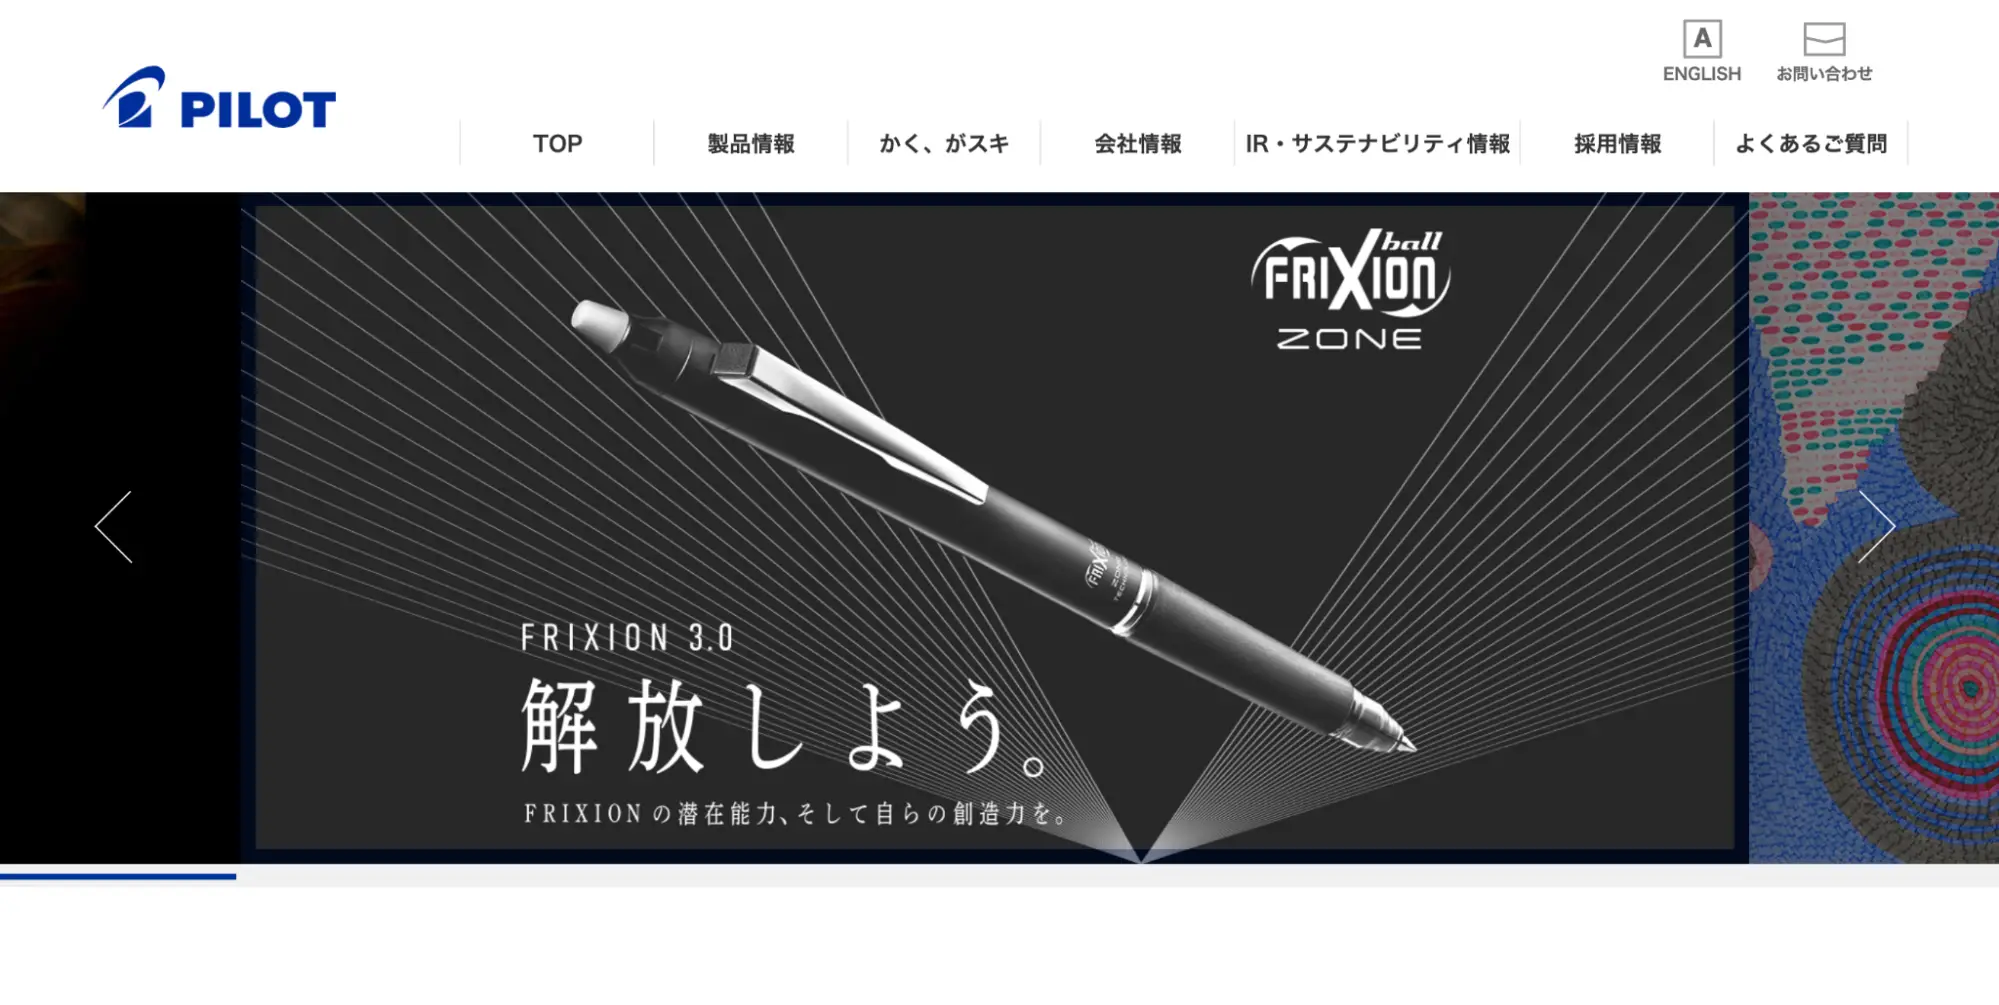 A
ENGLISH
お問い合わせ
PILOT
TOP
製品情報
かく、がスキ
会社情報
IR・サステナビリティ情報
採用情報
よくあるご質問
FRIXION ball
ZONE
FRIXION
ZONE
FRIXION 3.0
解放しよう。
FRIXIONの潜在能力、そして自らの創造力を。